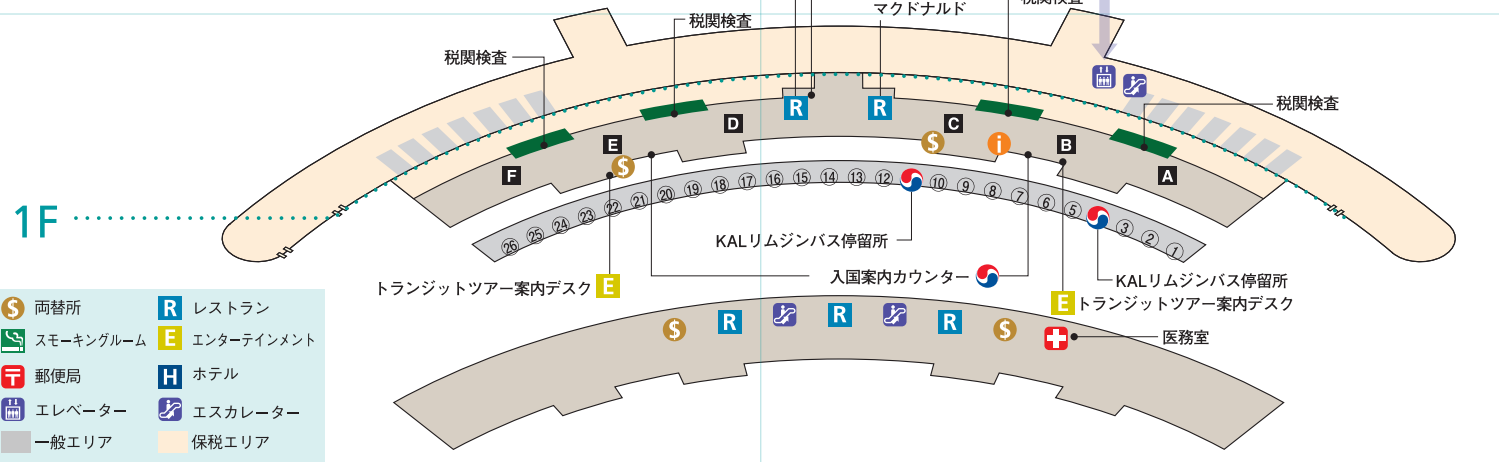 マクドナルド
税関検査
税関検査
税関検査
税関検査
D
R
R
C
E
$
$
i
B
F
A
1F
26
25
24
23
22
21
20
19
18
17
16
15
14
13
12
10
9
8
7
6
5
3
2
1
KALリムジンバス停留所
入国案内カウンター
KALリムジンバス停留所
トランジットツアー案内デスク E
E トランジットツアー案内デスク
$
R
R
R
$
医務室
$ 両替所
R レストラン
スモーキングルーム
E エンターテインメント
〒 郵便局
H ホテル
エレベーター
エスカレーター
一般エリア
保税エリア